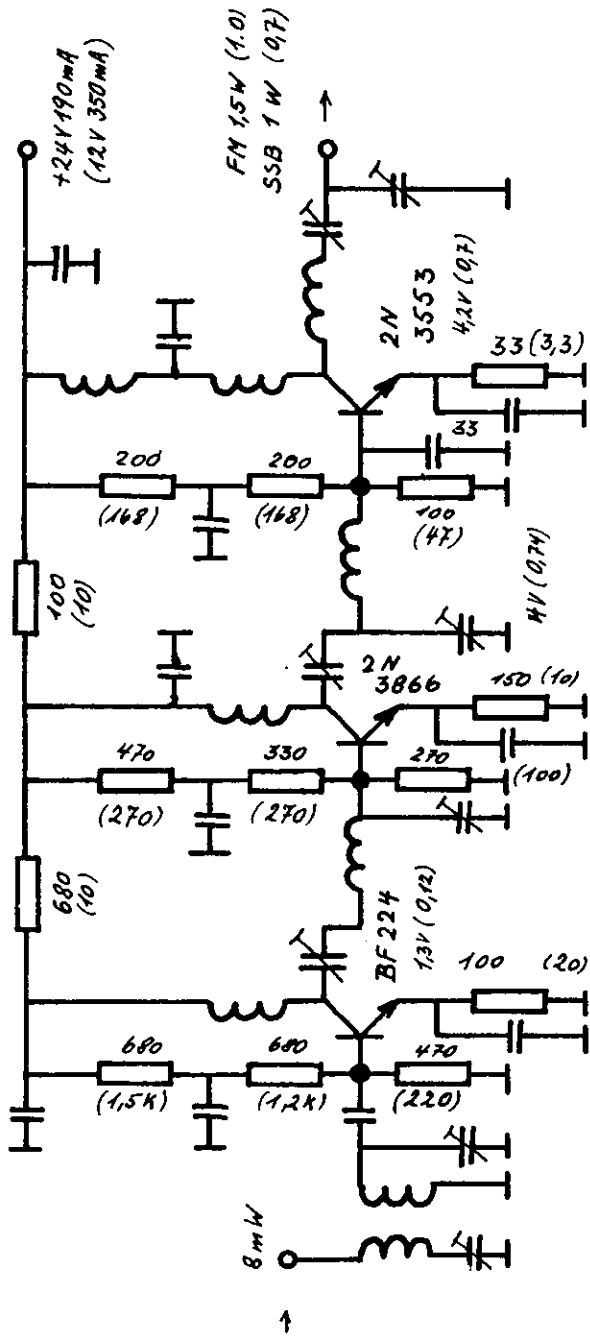 +24V 190mA
(12V 350mA)
FM 1,5W (1.0)
SSB 1W (0,7)
2N
3553
4,2V (0,7)
33 (3,3)
33
200
(168)
200
(168)
100
(47)
100
(10)
2N
3866
4V (0,74)
150 (10)
(100)
470
(270)
330
(270)
270
680
(10)
BF 224
1,3V (0,12)
100 (20)
680
(1,5K)
680
(1,2K)
470
(220)
8mW